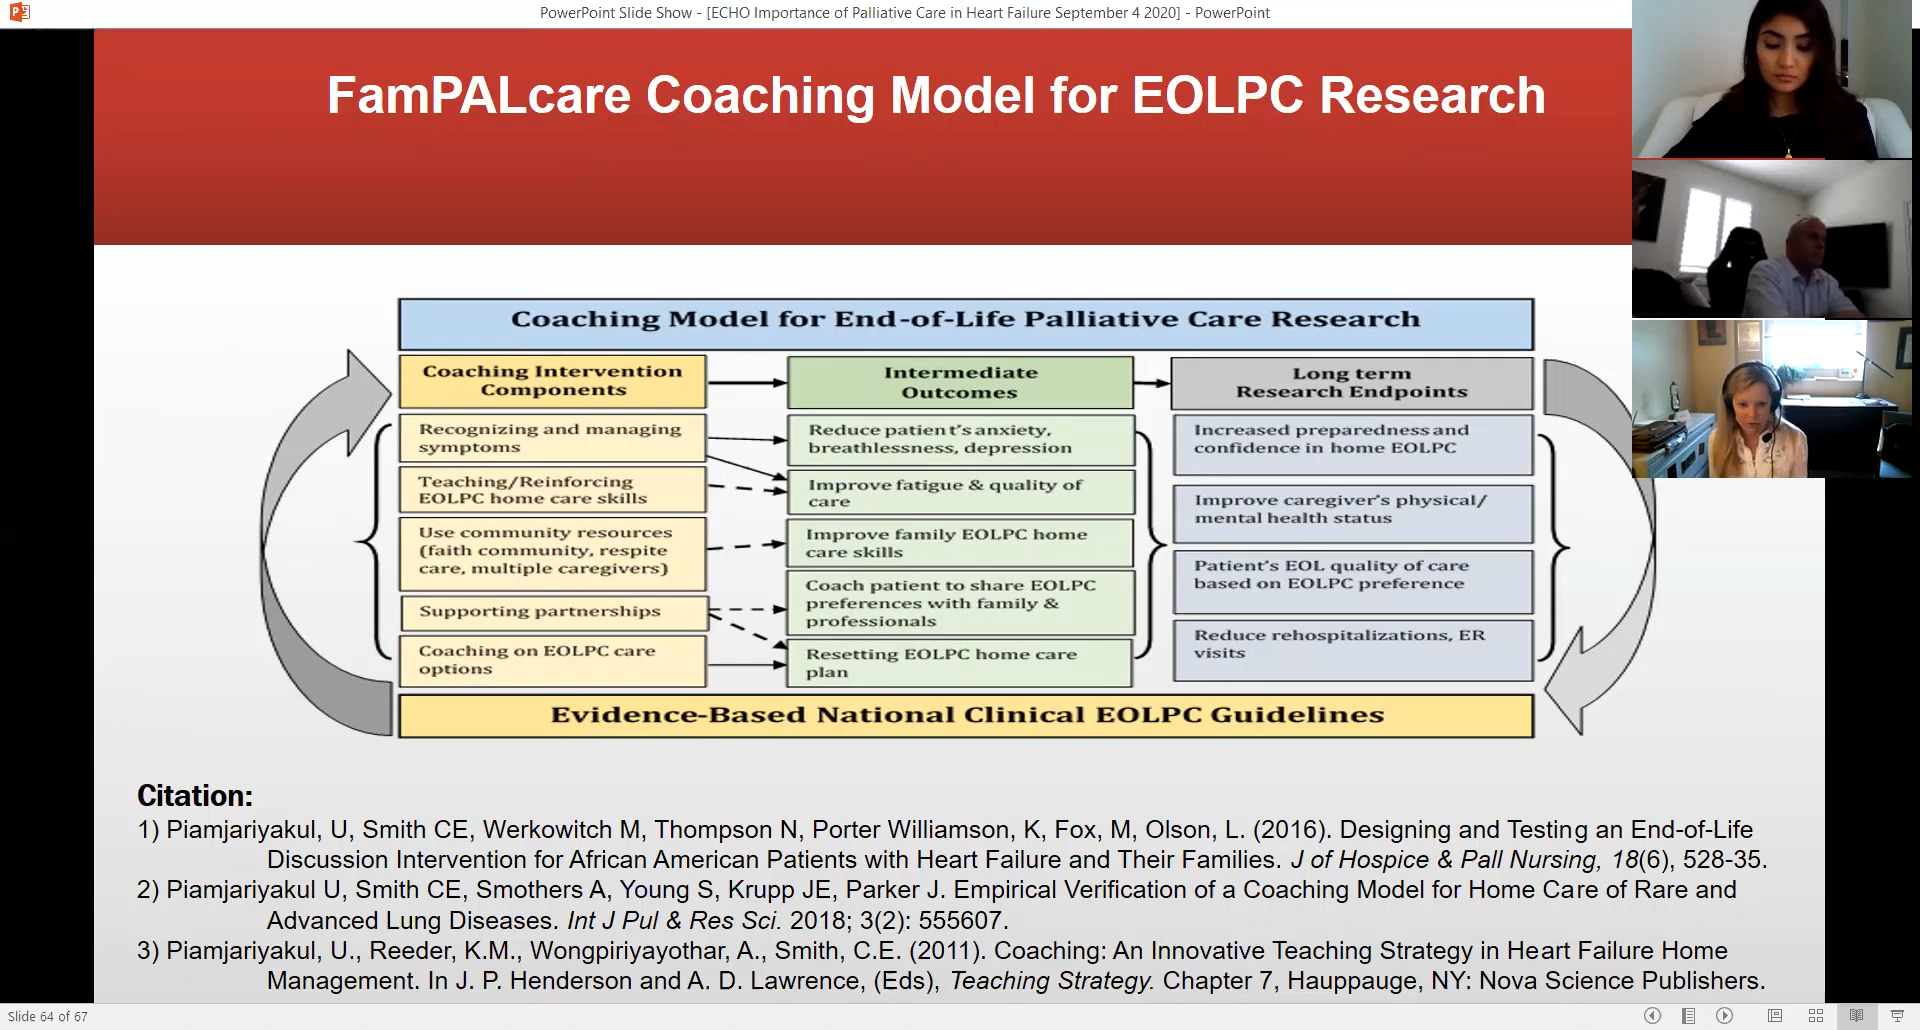 PowerPoint Slide Show - [ECHO Importance of Palliative Care in Heart Failure September 4 2020] - PowerPoint
FamPALcare Coaching Model for EOLPC Research
Coaching Model for End-of-Life Palliative Care Research
Coaching Intervention
Components
Intermediate
Outcomes
Long term
Research Endpoints
Recognizing and managing
symptoms
Teaching/Reinforcing
EOLPC home care skills
Use community resources
(faith community, respite
care, multiple caregivers)
Supporting partnerships
Coaching on EOLPC care
options
Reduce patient's anxiety,
breathlessness, depression
Improve fatigue & quality of
care
Improve family EOLPC home
care skills
Coach patient to share EOLPC
preferences with family &
professionals
Resetting EOLPC home care
plan
Increased preparedness and
confidence in home EOLPC
Improve caregiver's physical/
mental health status
Patient's EOL quality of care
based on EOLPC preference
Reduce rehospitalizations, ER
visits
Evidence-Based National Clinical EOLPC Guidelines
Citation:
1) Piamjariyakul, U, Smith CE, Werkowitch M, Thompson N, Porter Williamson, K, Fox, M, Olson, L. (2016). Designing and Testing an End-of-Life
Discussion Intervention for African American Patients with Heart Failure and Their Families. J of Hospice & Pall Nursing, 18(6), 528-35.
2) Piamjariyakul U, Smith CE, Smothers A, Young S, Krupp JE, Parker J. Empirical Verification of a Coaching Model for Home Care of Rare and
Advanced Lung Diseases. Int J Pul & Res Sci. 2018; 3(2): 555607.
3) Piamjariyakul, U., Reeder, K.M., Wongpiriyayothar, A., Smith, C.E. (2011). Coaching: An Innovative Teaching Strategy in Heart Failure Home
Management. In J. P. Henderson and A. D. Lawrence, (Eds), Teaching Strategy. Chapter 7, Hauppauge, NY: Nova Science Publishers.
Slide 64 of 67